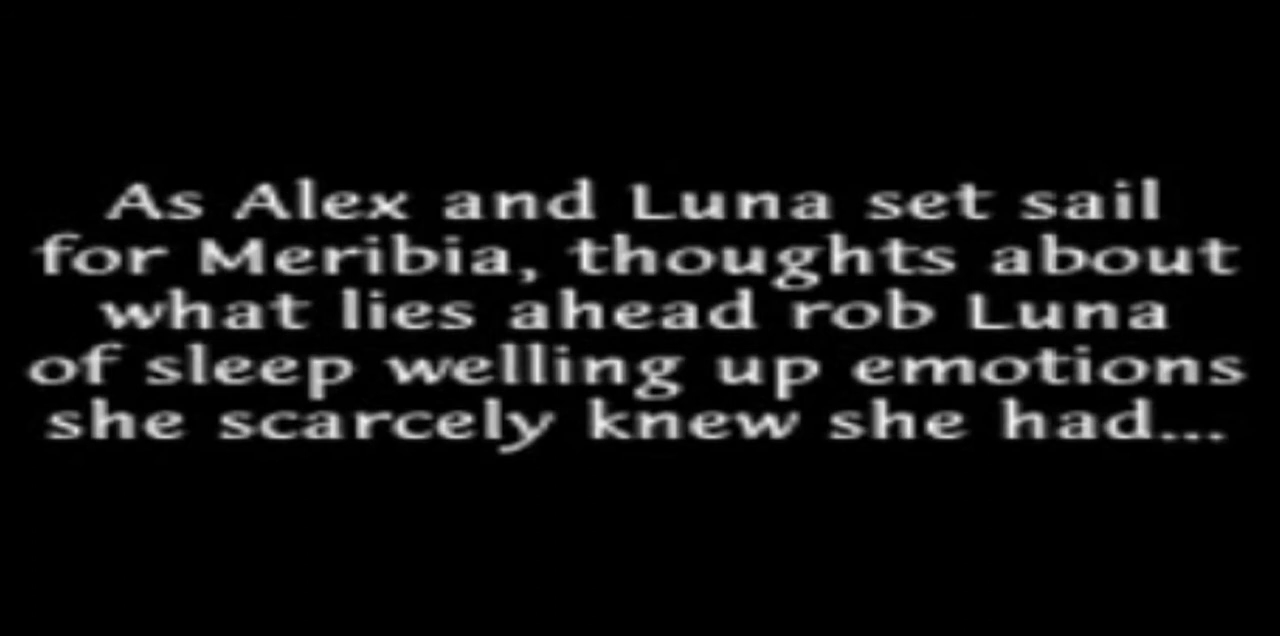 As Alex and Luna set sail
for Meribia, thoughts about
what lies ahead rob Luna
of sleep welling up emotions
she scarcely knew she had...